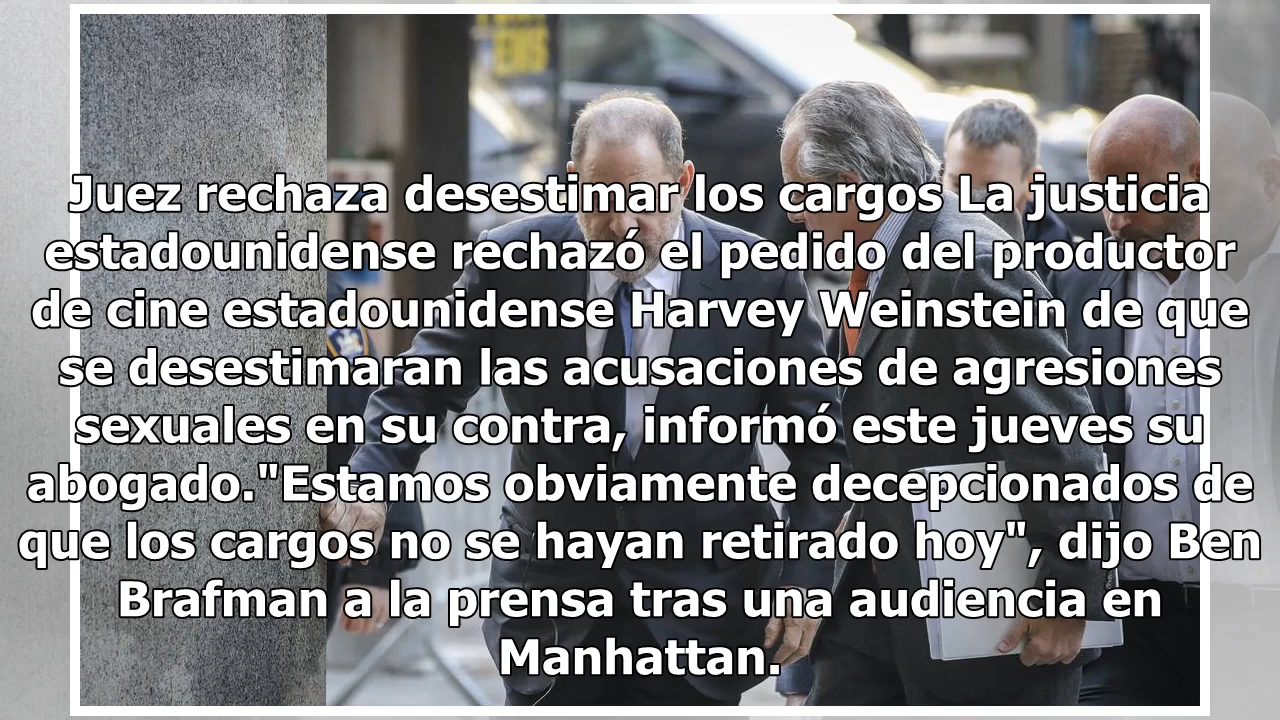 Juez rechaza desestimar los cargos La justicia
estadounidense rechazó el pedido del productor
de cine estadounidense Harvey Weinstein de que
se desestimaran las acusaciones de agresiones
sexuales en su contra, informó este jueves su
abogado."Estamos obviamente decepcionados de
que los cargos no se hayan retirado hoy", dijo Ben
Brafman a la prensa tras una audiencia en
Manhattan.